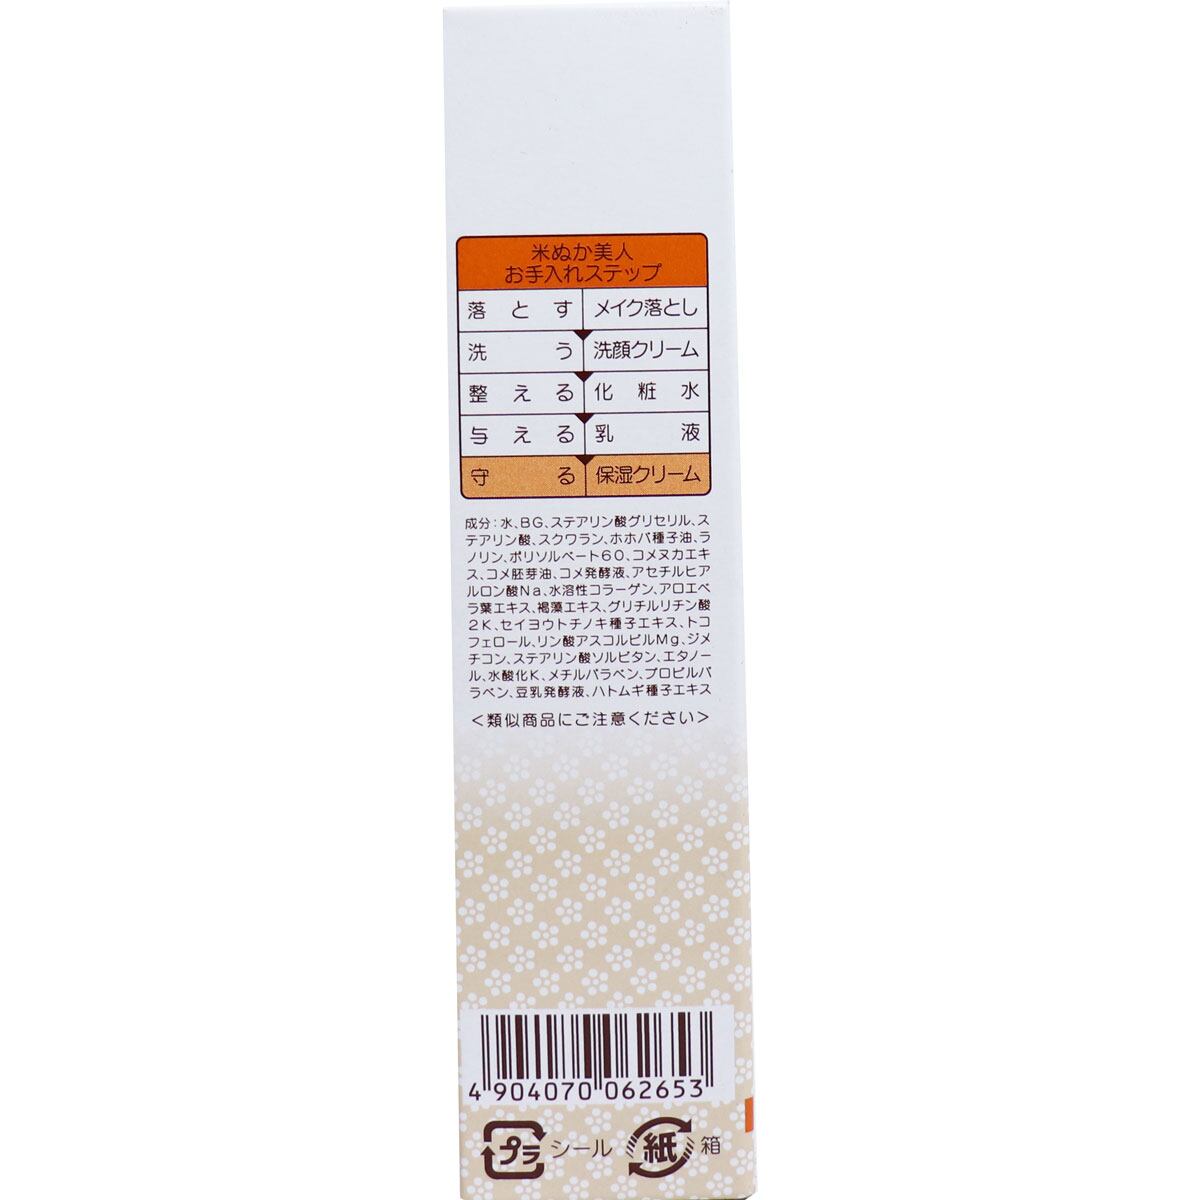 米ぬか美人
お手入れステップ
落とす メイク落とし
洗う 洗顔クリーム
整える 化粧水
与える 乳液
守る 保湿クリーム
成分：水、BG、ステアリン酸グリセリル、ス
テアリン酸、スクワラン、ホホバ種子油、ラ
ノリン、ポリソルベート60、コメヌカエキ
ス、コメ胚芽油、コメ発酵液、アセチルヒア
ルロン酸Na、水溶性コラーゲン、アロエベ
ラ葉エキス、褐藻エキス、グリチルリチン酸
2K、セイヨウトチノキ種子エキス、トコ
フェロール、リン酸アスコルビルMg、ジメ
チコン、ステアリン酸ソルビタン、エタノー
ル、水酸化K、メチルパラベン、プロピルパ
ラベン、豆乳発酵液、ハトムギ種子エキス
＜類似商品にご注意ください＞
4 904070 062653
プラ シール 紙 箱